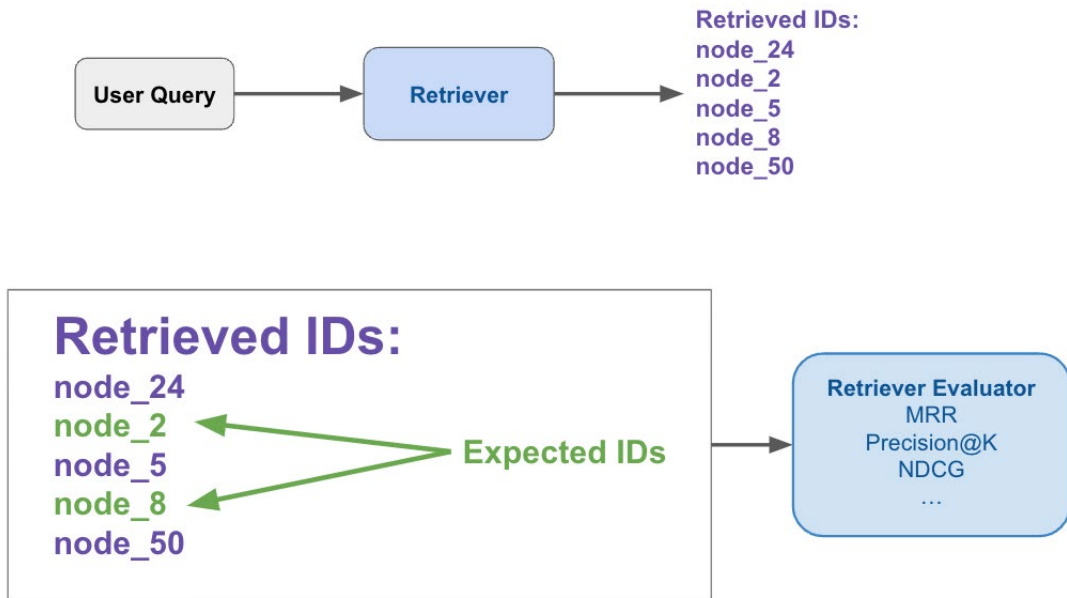 User Query
Retriever
Retrieved IDs:
node_24
node_2
node_5
node_8
node_50
Retrieved IDs:
node_24
node_2
node_5
node_8
node_50
Expected IDs
Retriever Evaluator
MRR
Precision@K
NDCG
...